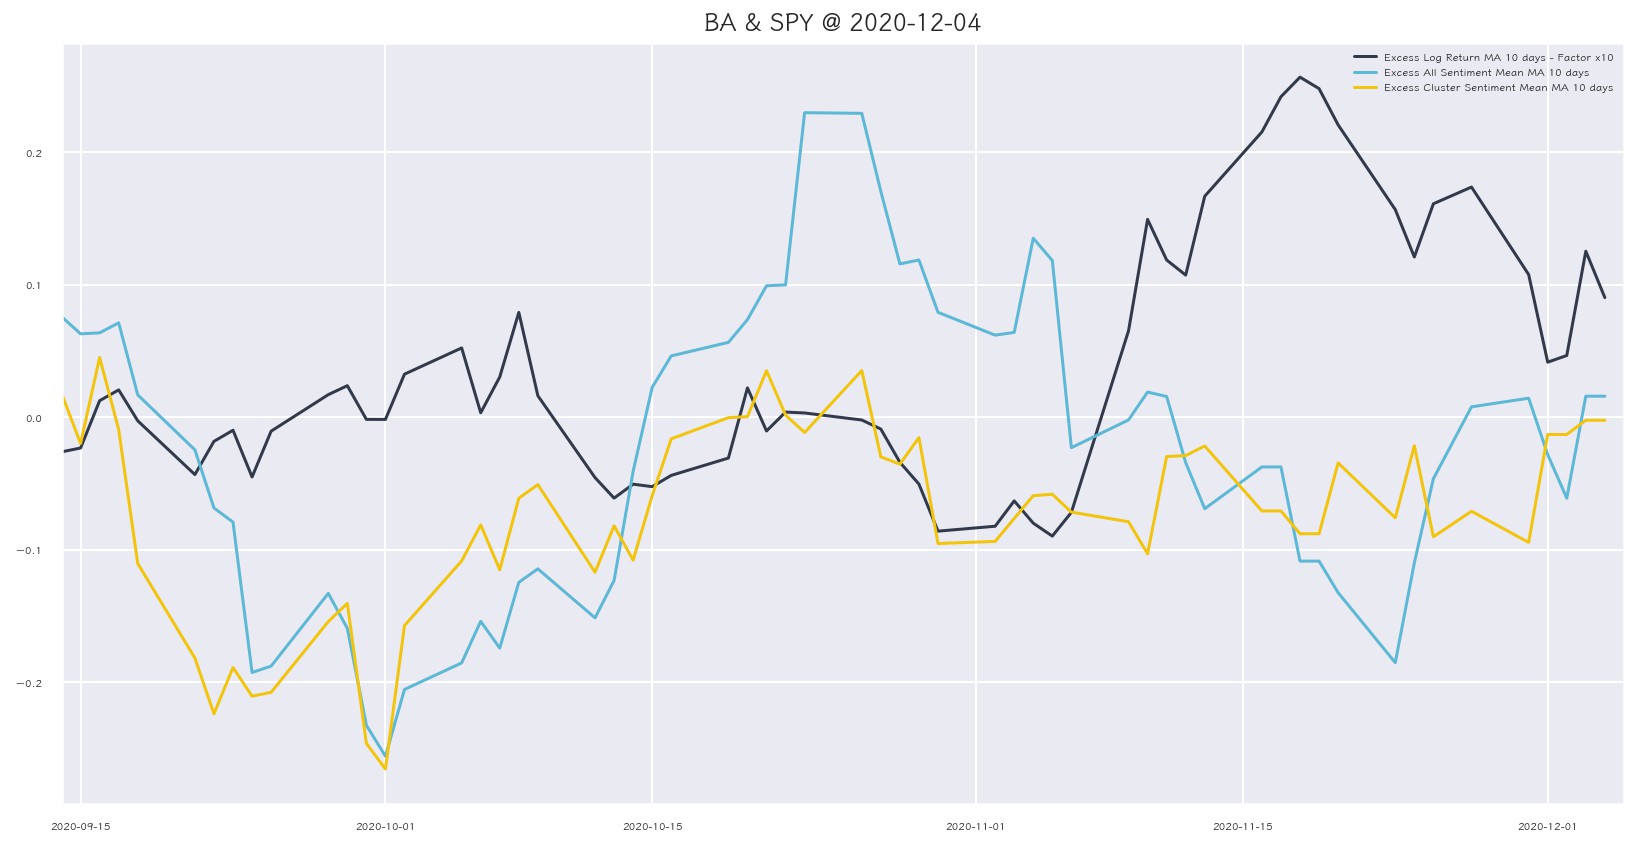 BA & SPY @ 2020-12-04
Excess Log Return MA 10 days - Factor x10
Excess All Sentiment Mean MA 10 days
Excess Cluster Sentiment Mean MA 10 days
0.2
0.1
0.0
−0.1
−0.2
2020-09-15 2020-10-01 2020-10-15 2020-11-01 2020-11-15 2020-12-01